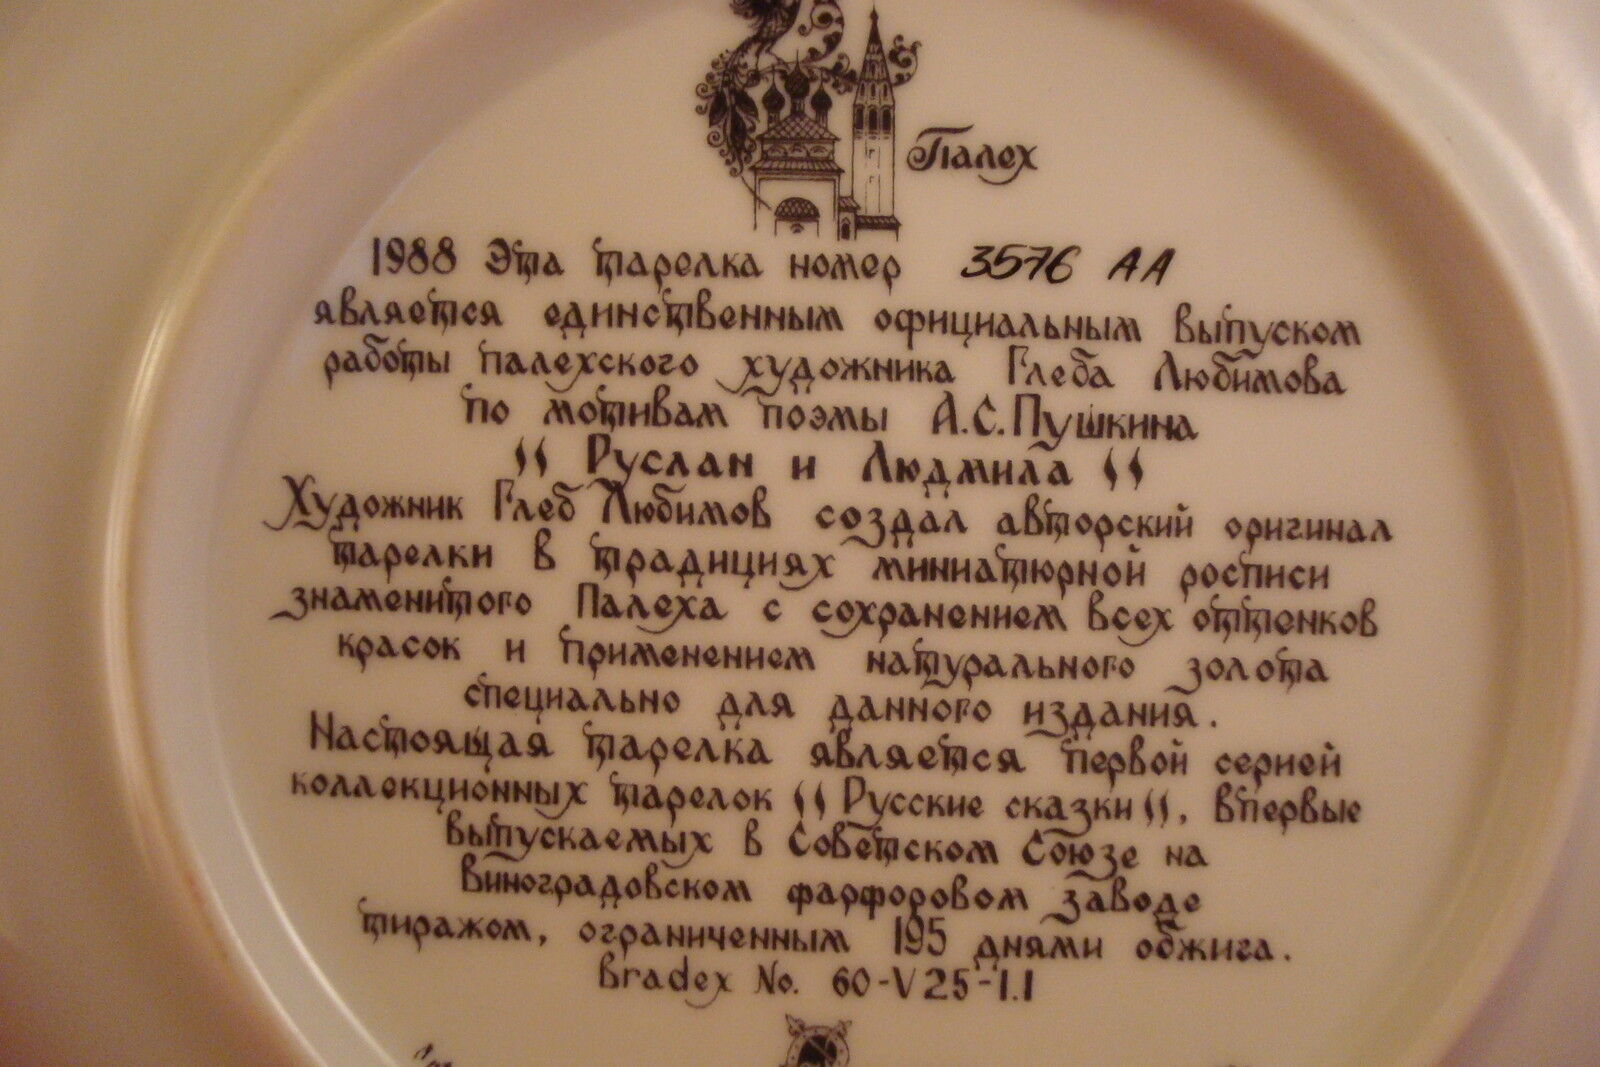 Палех
1988 Эта тарелка номер 3576 AA
является единственным официальным выпуском
работы палехского художника Глеба Любимова
по мотивам поэмы А.С.Пушкина
" Руслан и Людмила "
Художник Глеб Любимов создал авторский оригинал
тарелки в традициях миниатюрной росписи
знаменитого Палеха с сохранением всех оттенков
красок и применением натурального золота
специально для данного издания.
Настоящая тарелка является первой серией
коллекционных тарелок "Русские сказки", впервые
выпускаемых в Советском Союзе на
Виноградовском фарфоровом заводе
тиражом, ограниченным 195 днями обжига.
Bradex No. 60-V25-1.1